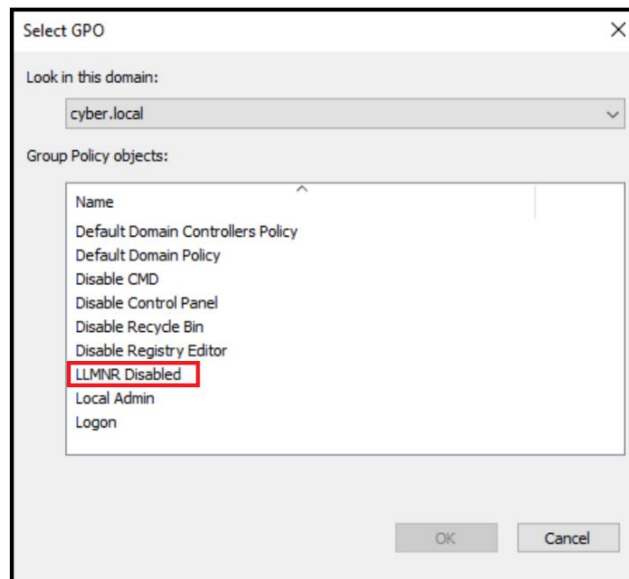 Select GPO
Look in this domain:
cyber.local
Group Policy objects:
Name
Default Domain Controllers Policy
Default Domain Policy
Disable CMD
Disable Control Panel
Disable Recycle Bin
Disable Registry Editor
LLMNR Disabled
Local Admin
Logon
OK Cancel